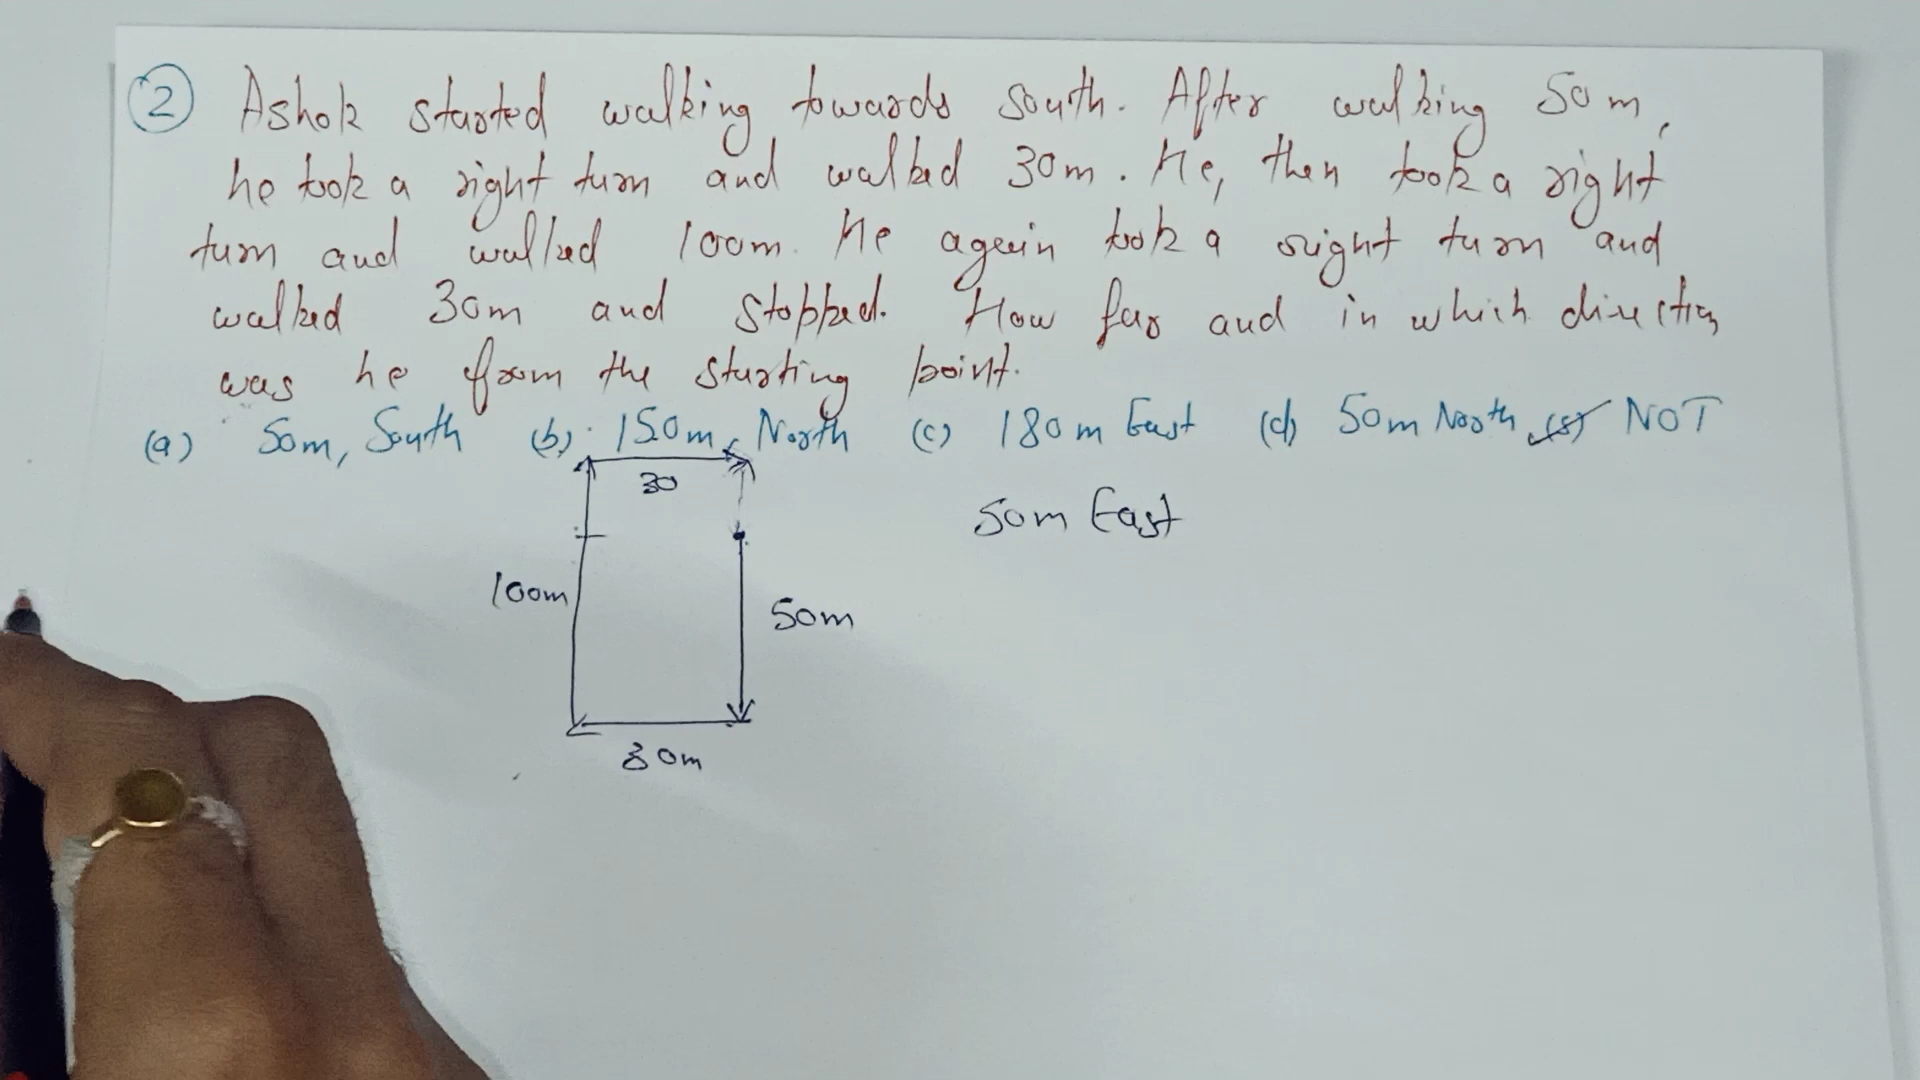 2 Ashok started walking towards south. After walking 50m,
he took a right turn and walked 30m. He, then took a right
turn and walked 100m. He again took a right turn and
walked 30m and stopped. How far and in which direction
was he from the starting point.
(a) 50m, South (b) 150m, North (c) 180m East (d) 50m North NOT
30
50m East
100m
50m
30m